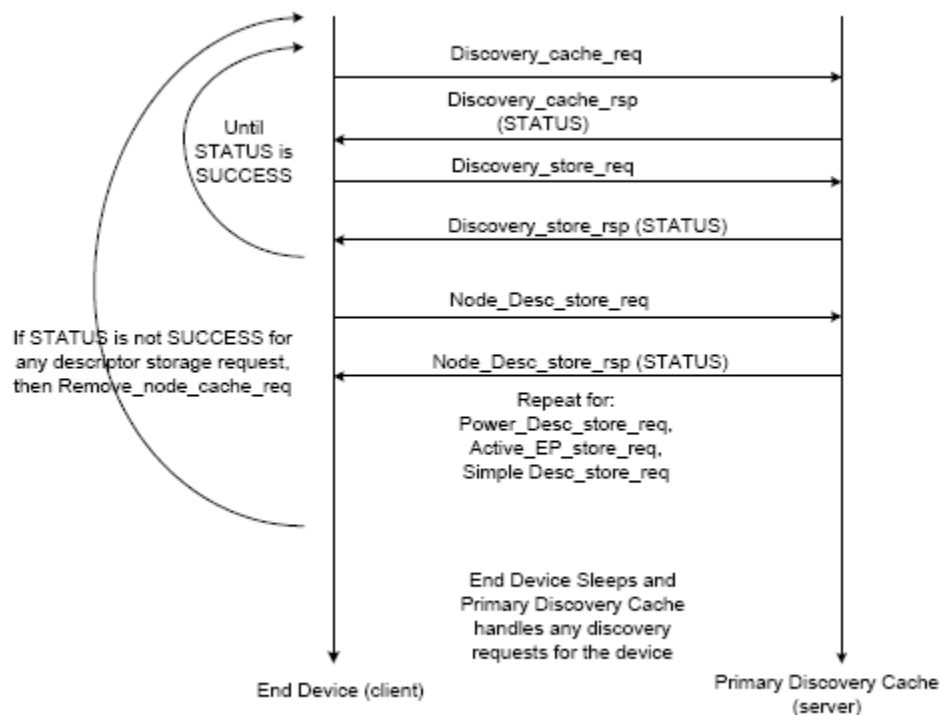 Discovery_cache_req
Discovery_cache_rsp
(STATUS)
Until
STATUS is
SUCCESS
Discovery_store_req
Discovery_store_rsp (STATUS)
Node_Desc_store_req
If STATUS is not SUCCESS for
any descriptor storage request,
then Remove_node_cache_req
Node_Desc_store_rsp (STATUS)
Repeat for:
Power_Desc_store_req,
Active_EP_store_req,
Simple Desc_store_req
End Device Sleeps and
Primary Discovery Cache
handles any discovery
requests for the device
End Device (client)
Primary Discovery Cache
(server)